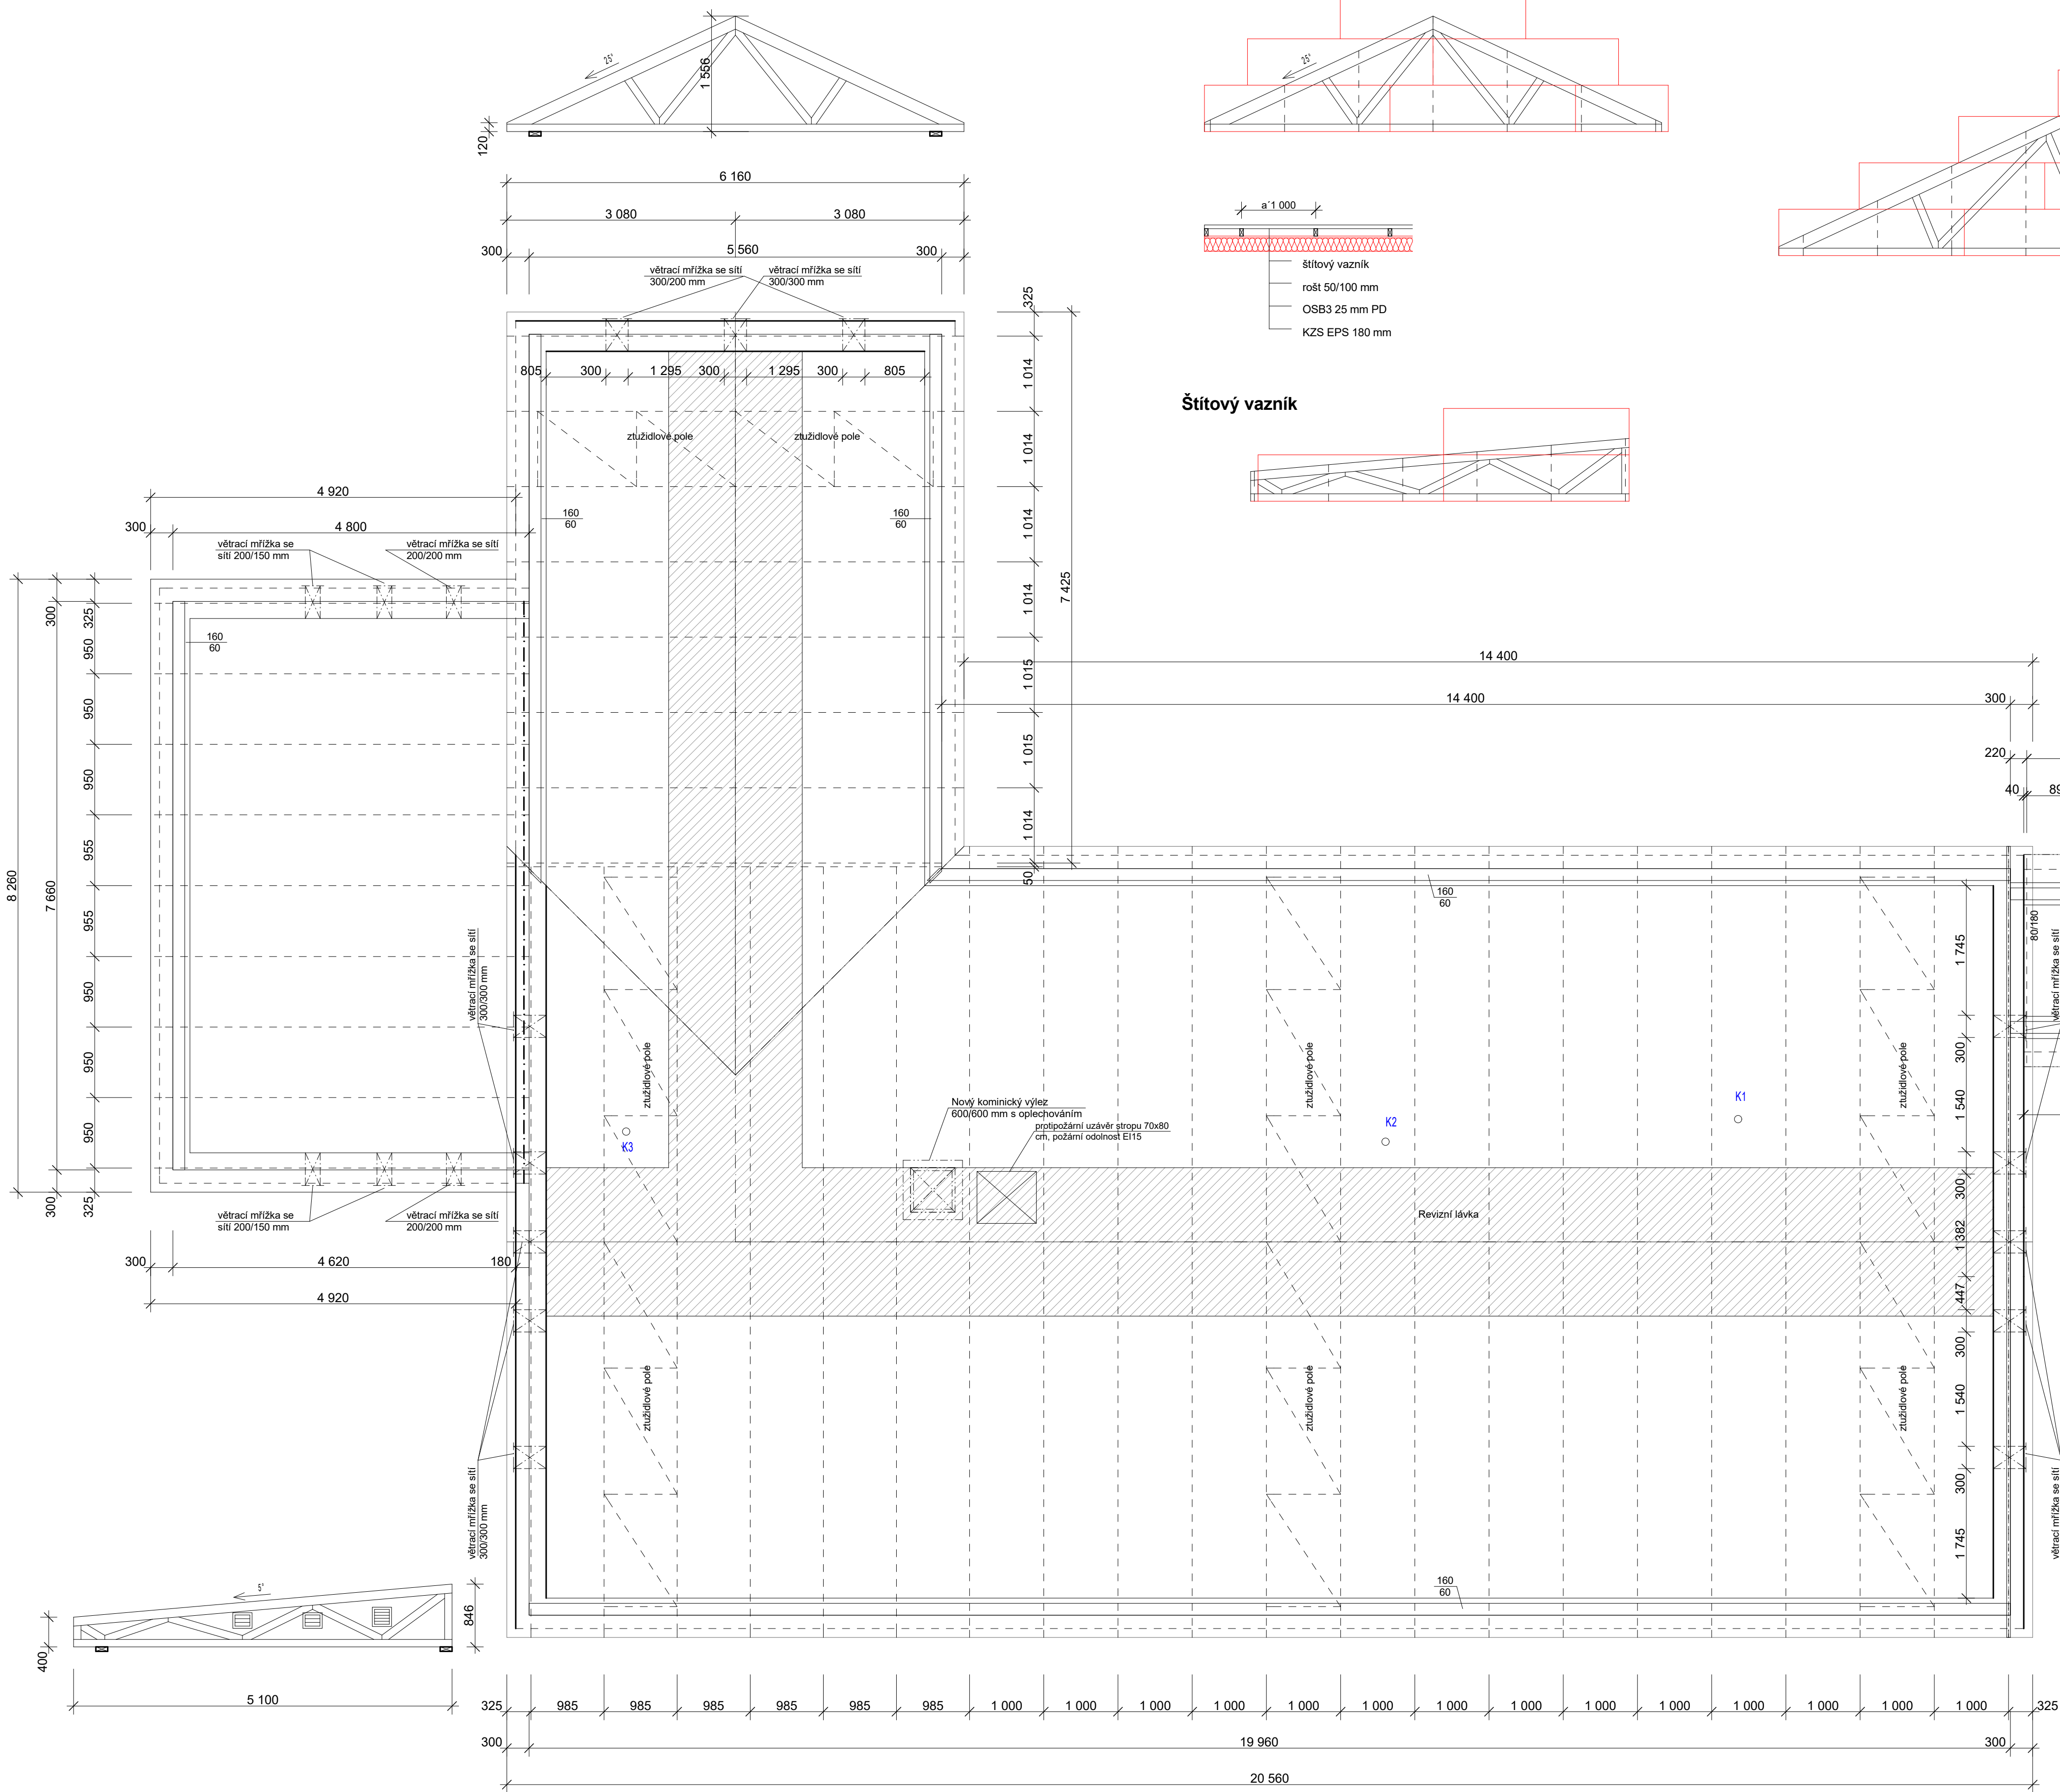 25°
1 556
120
6 160
3 080
3 080
300
5 560
300
větrací mřížka se sítí
300/200 mm
větrací mřížka se sítí
300/300 mm
25°
a´1 000
štítový vazník
rošt 50/100 mm
OSB3 25 mm PD
KZS EPS 180 mm
Štítový vazník
805
300
1 295
300
1 295
300
805
ztužidlové pole
ztužidlové pole
160
60
160
60
325
1 014
1 014
1 014
1 014
1 015
1 015
1 014
50
7 425
4 920
300
4 800
větrací mřížka se
sítí 200/150 mm
větrací mřížka se sítí
200/200 mm
160
60
8 260
300
7 660
300
325
950
950
950
955
955
950
950
950
325
14 400
14 400
300
220
40
89
80/180
160
60
větrací mřížka se sítí
300/300 mm
větrací mřížka se sítí
ztužidlové pole
ztužidlové pole
ztužidlové pole
K3
K2
K1
Nový kominický výlez
600/600 mm s oplechováním
protipožární uzávěr stropu 70x80
cm, požární odolnost EI15
Revizní lávka
1 745
300
1 540
300
1 382
447
300
1 540
300
1 745
větrací mřížka se
sítí 200/150 mm
větrací mřížka se sítí
200/200 mm
300
4 620
180
4 920
ztužidlové pole
ztužidlové pole
ztužidlové pole
větrací mřížka se sítí
300/300 mm
větrací mřížka se sítí
160
60
5°
846
400
5 100
325
985
985
985
985
985
985
1 000
1 000
1 000
1 000
1 000
1 000
1 000
1 000
1 000
1 000
1 000
1 000
1 000
1 000
325
300
19 960
300
20 560